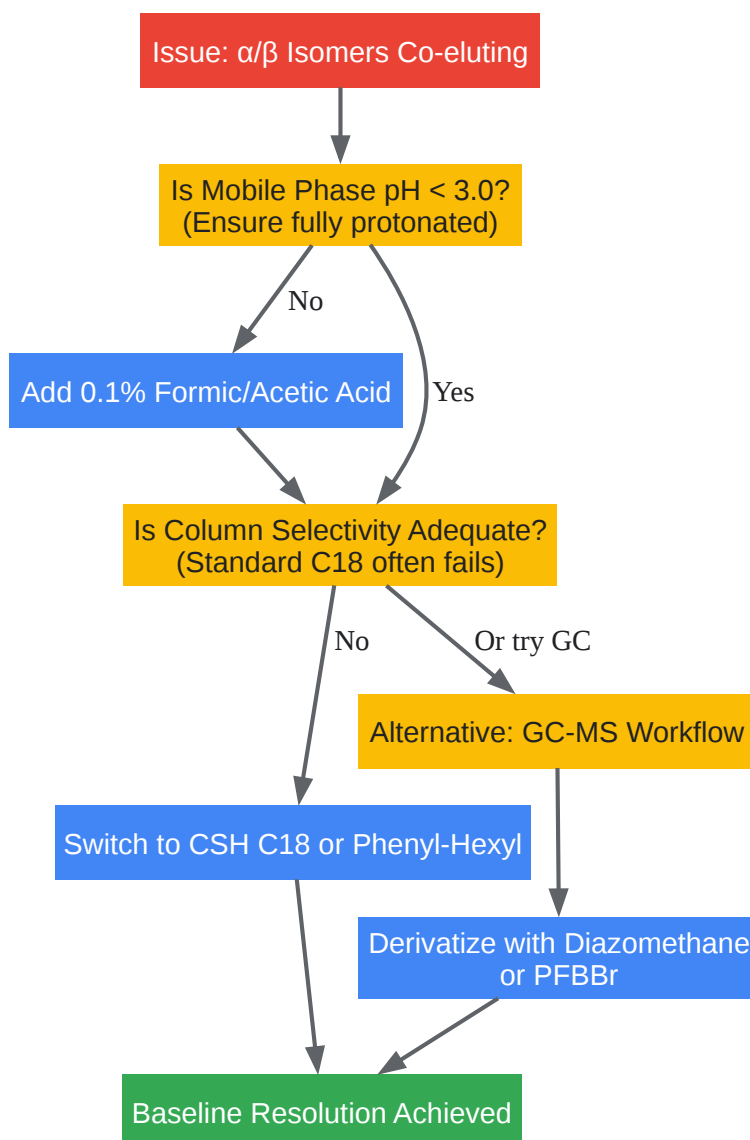 Issue: α/β Isomers Co-eluting
Is Mobile Phase pH < 3.0?
(Ensure fully protonated)
No
Add 0.1% Formic/Acetic Acid
Yes
Is Column Selectivity Adequate?
(Standard C18 often fails)
No
Or try GC
Alternative: GC-MS Workflow
Switch to CSH C18 or Phenyl-Hexyl
Derivatize with Diazomethane
or PFBBr
Baseline Resolution Achieved